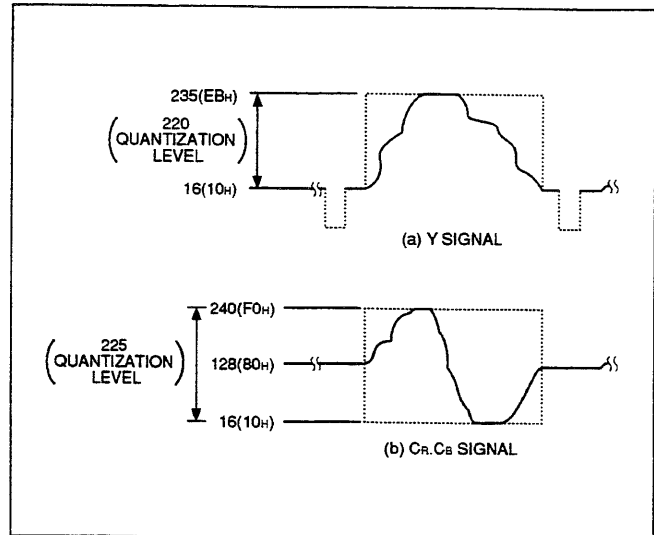 235(EBH)
220
QUANTIZATION
LEVEL
16(10H)
(a) Y SIGNAL
240(F0H)
225
QUANTIZATION
LEVEL
128(80H)
16(10H)
(b) CR.CB SIGNAL